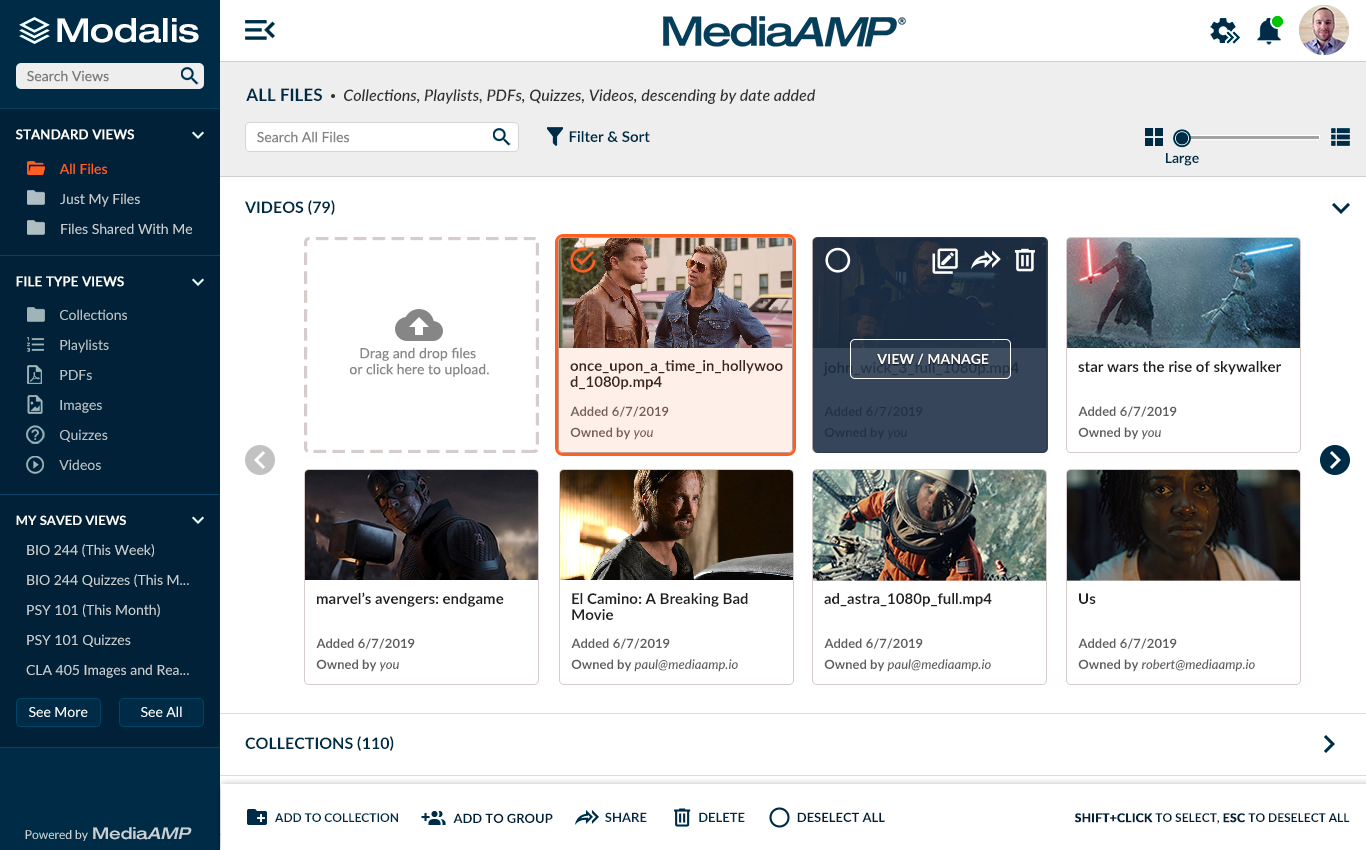 Modalis
MediaAMP®
Search Views
STANDARD VIEWS
All Files
Just My Files
Files Shared With Me
FILE TYPE VIEWS
Collections
Playlists
PDFs
Images
Quizzes
Videos
MY SAVED VIEWS
BIO 244 (This Week)
BIO 244 Quizzes (This M...
PSY 101 (This Month)
PSY 101 Quizzes
CLA 405 Images and Rea...
See More
See All
Powered by MediaAMP
ALL FILES • Collections, Playlists, PDFs, Quizzes, Videos, descending by date added
Search All Files
Filter & Sort
Large
VIDEOS (79)
Drag and drop files
or click here to upload.
once_upon_a_time_in_hollywoo
d_1080p.mp4
Added 6/7/2019
Owned by you
VIEW / MANAGE
john_wick_3_full_1080p.mp4
Added 6/7/2019
Owned by you
star wars the rise of skywalker
Added 6/7/2019
Owned by you
marvel's avengers: endgame
Added 6/7/2019
Owned by you
El Camino: A Breaking Bad
Movie
Added 6/7/2019
Owned by paul@mediaamp.io
ad_astra_1080p_full.mp4
Added 6/7/2019
Owned by paul@mediaamp.io
Us
Added 6/7/2019
Owned by robert@mediaamp.io
COLLECTIONS (110)
ADD TO COLLECTION
ADD TO GROUP
SHARE
DELETE
DESELECT ALL
SHIFT+CLICK TO SELECT, ESC TO DESELECT ALL